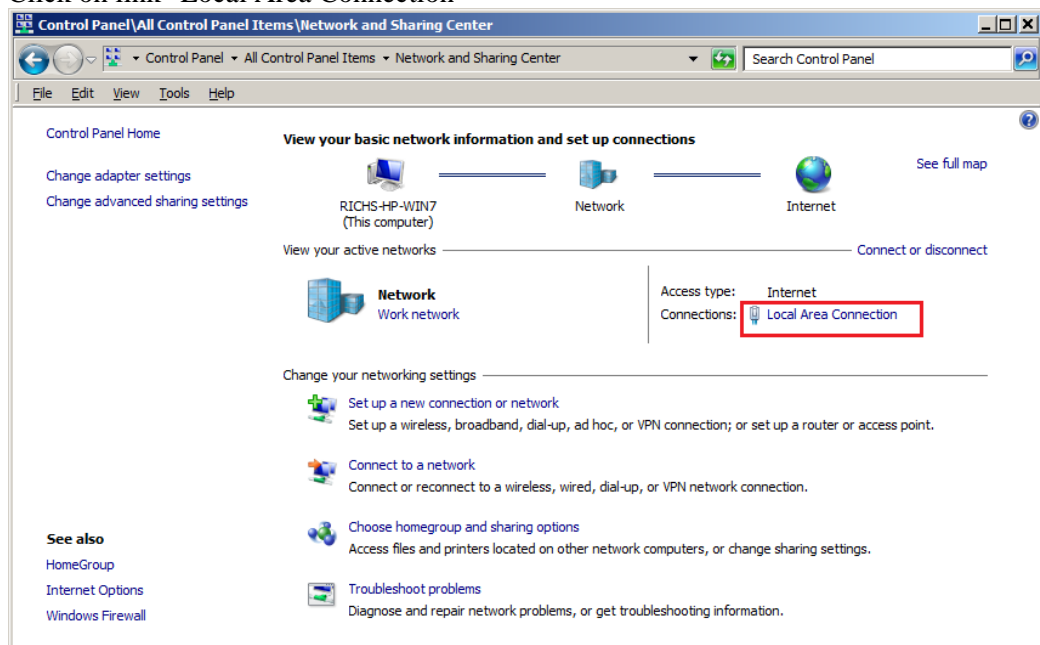 Click on link "Local Area Connection"
Control Panel\All Control Panel Items\Network and Sharing Center
Control Panel All Control Panel Items Network and Sharing Center Search Control Panel
File Edit View Tools Help
Control Panel Home
Change adapter settings
Change advanced sharing settings
View your basic network information and set up connections
See full map
RICHS-HP-WIN7
(This computer)
Network
Internet
View your active networks
Connect or disconnect
Network
Work network
Access type: Internet
Connections: Local Area Connection
Change your networking settings
Set up a new connection or network
Set up a wireless, broadband, dial-up, ad hoc, or VPN connection; or set up a router or access point.
Connect to a network
Connect or reconnect to a wireless, wired, dial-up, or VPN network connection.
Choose homegroup and sharing options
Access files and printers located on other network computers, or change sharing settings.
Troubleshoot problems
Diagnose and repair network problems, or get troubleshooting information.
See also
HomeGroup
Internet Options
Windows Firewall